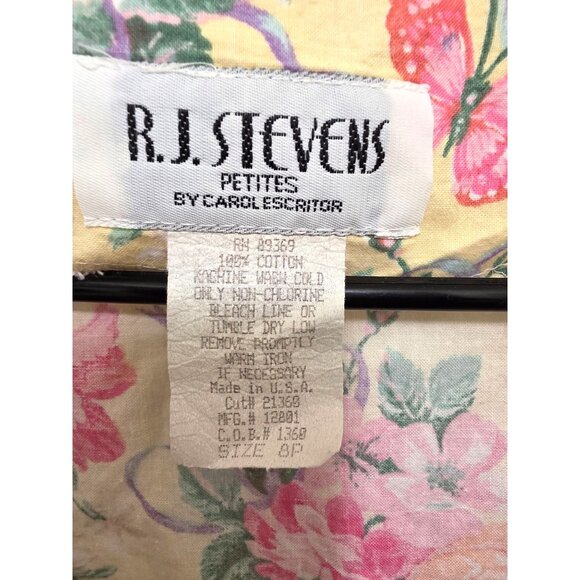 R.J. STEVENS
PETITES
BY CAROLESCRITOR
RN 89369
100% COTTON
MACHINE WASH COLD
ONLY NON-CHLORINE
BLEACH LINE OR
TUMBLE DRY LOW
REMOVE PROMPTLY
WARM IRON
IF NECESSARY
Made in U.S.A.
Cut# 21360
MFG.# 12801
C.O.B.# 1360
SIZE 8P